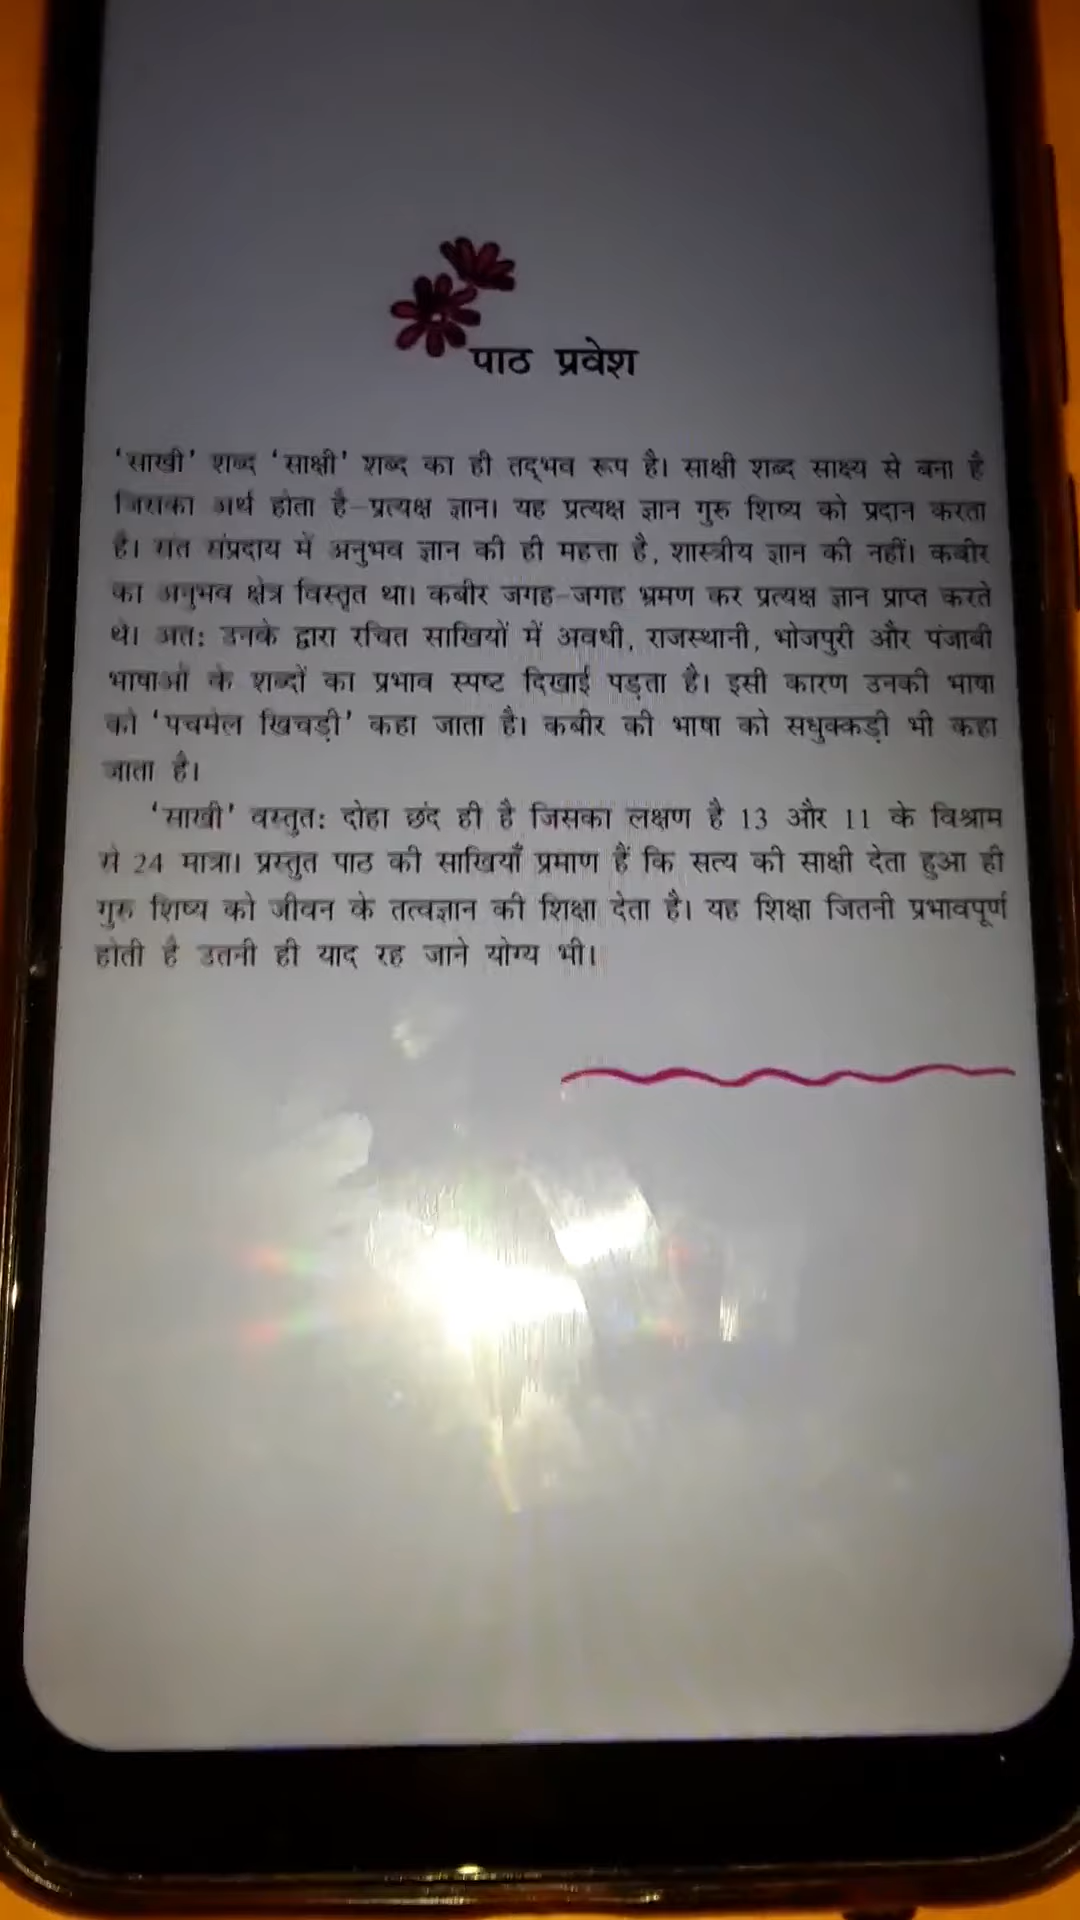 पाठ प्रवेश
‘साखी’ शब्द ‘साक्षी’ शब्द का ही तद्भव रूप है। साक्षी शब्द साक्ष्य से बना है
जिसका अर्थ होता है-प्रत्यक्ष ज्ञान। यह प्रत्यक्ष ज्ञान गुरु शिष्य को प्रदान करता
है। संत संप्रदाय में अनुभव ज्ञान की ही महत्ता है, शास्त्रीय ज्ञान की नहीं। कबीर
का अनुभव क्षेत्र विस्तृत था। कबीर जगह-जगह भ्रमण कर प्रत्यक्ष ज्ञान प्राप्त करते
थे। अत: उनके द्वारा रचित साखियों में अवधी, राजस्थानी, भोजपुरी और पंजाबी
भाषाओं के शब्दों का प्रभाव स्पष्ट दिखाई पड़ता है। इसी कारण उनकी भाषा
को ‘पचमेल खिचड़ी’ कहा जाता है। कबीर की भाषा को सधुक्कड़ी भी कहा
जाता है।
‘साखी’ वस्तुत: दोहा छंद ही है जिसका लक्षण है 13 और 11 के विश्राम
से 24 मात्रा। प्रस्तुत पाठ की साखियाँ प्रमाण हैं कि सत्य की साक्षी देता हुआ ही
गुरु शिष्य को जीवन के तत्वज्ञान की शिक्षा देता है। यह शिक्षा जितनी प्रभावपूर्ण
होती है उतनी ही याद रह जाने योग्य भी।